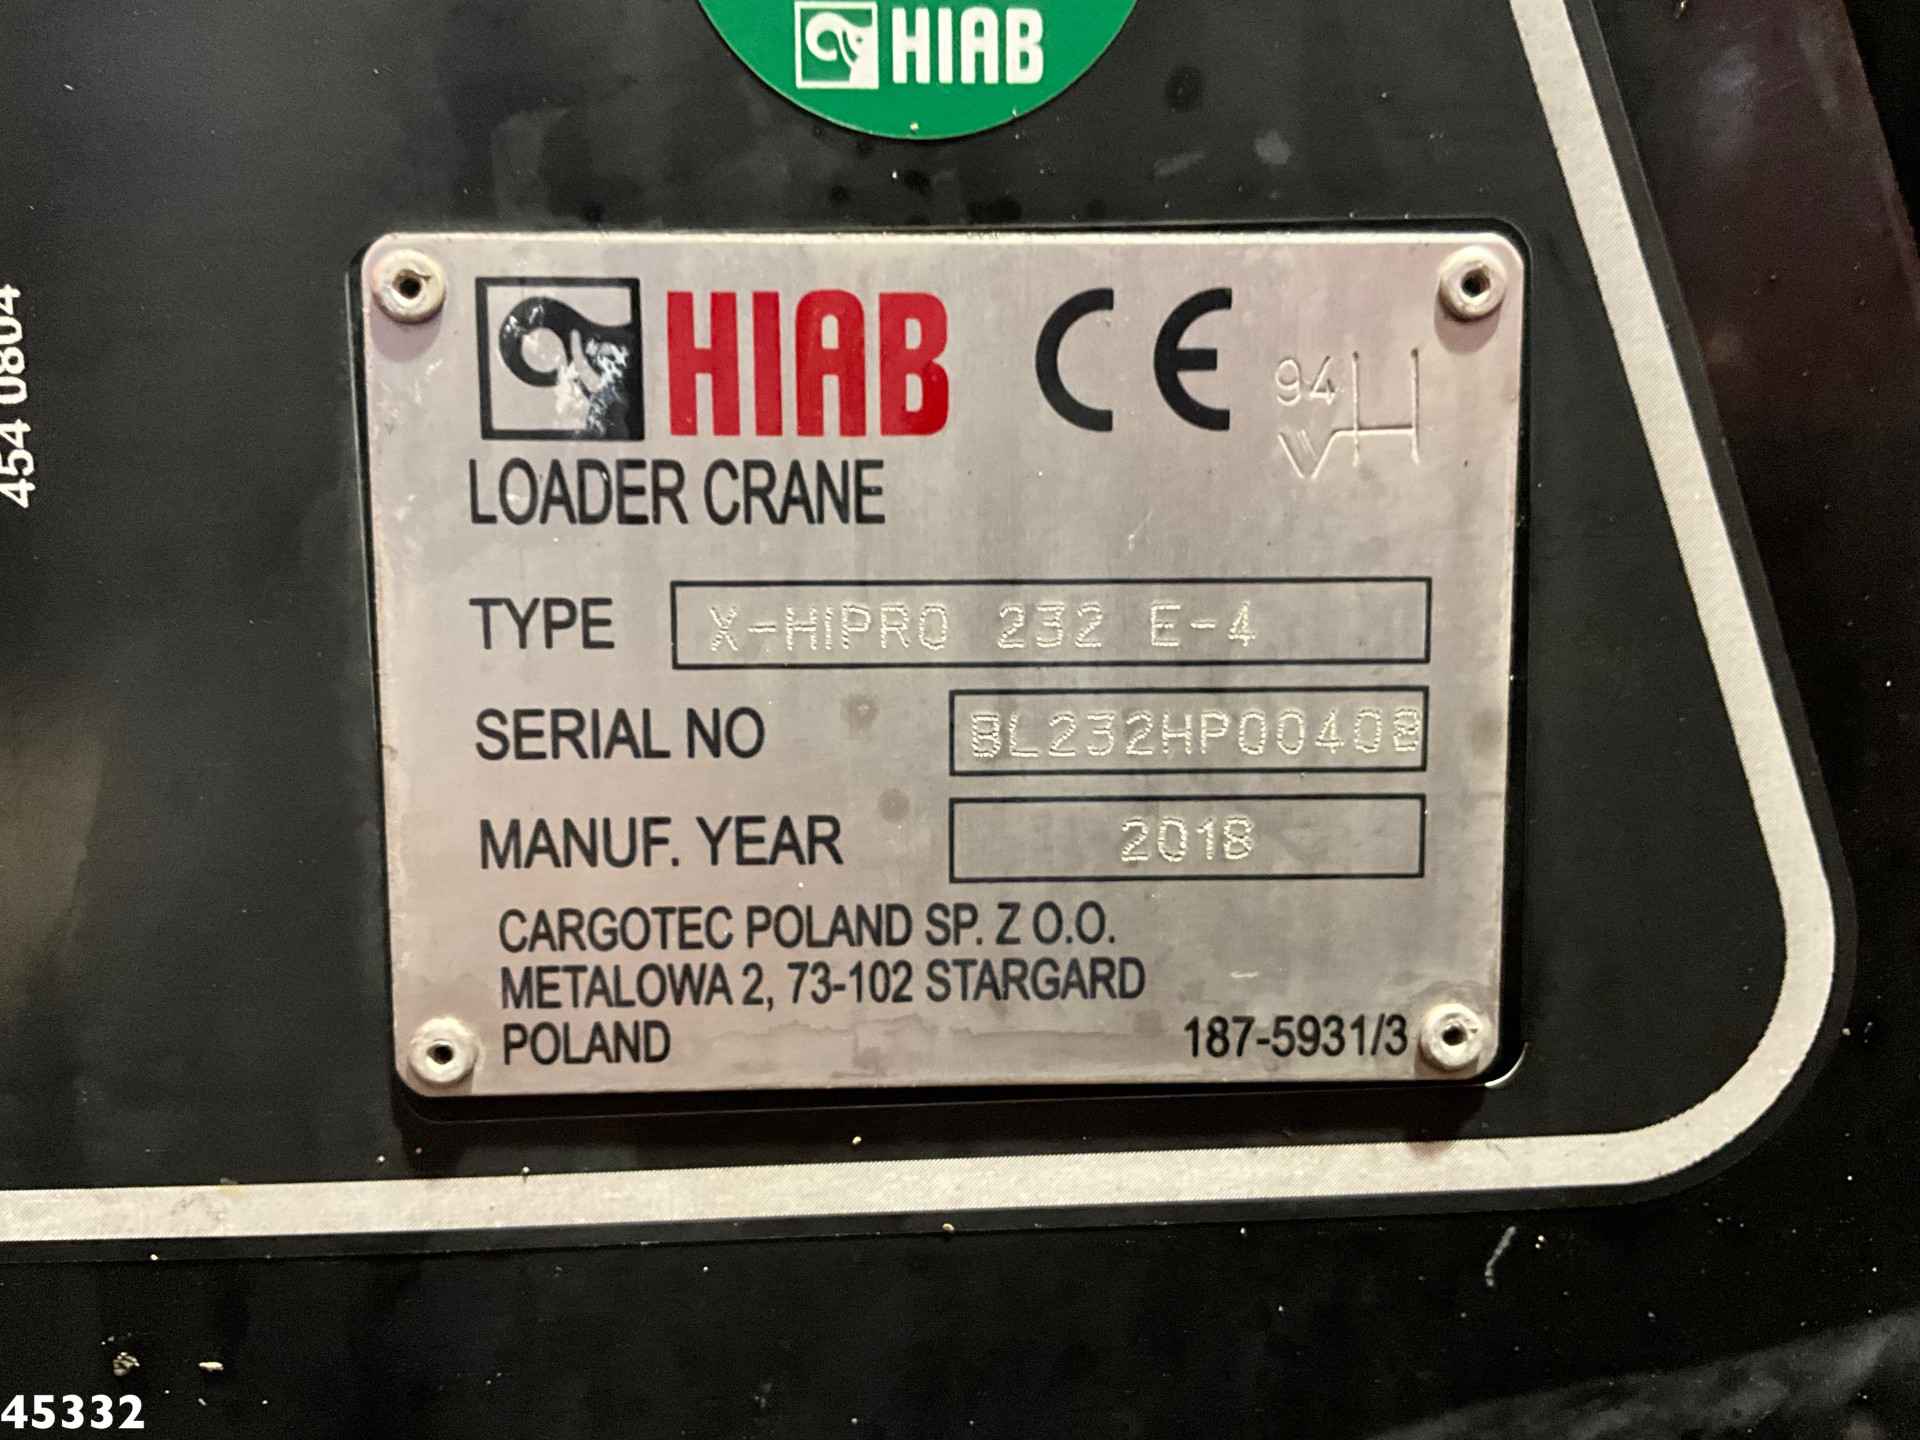 HIAB
454 0804
HIAB CE
94
LOADER CRANE
TYPE X-HIPRO 232 E-4
SERIAL NO BL232HP00402
MANUF. YEAR 2018
CARGOTEC POLAND SP. Z O.O.
METALOWA 2, 73-102 STARGARD
POLAND
187-5931/3
45332